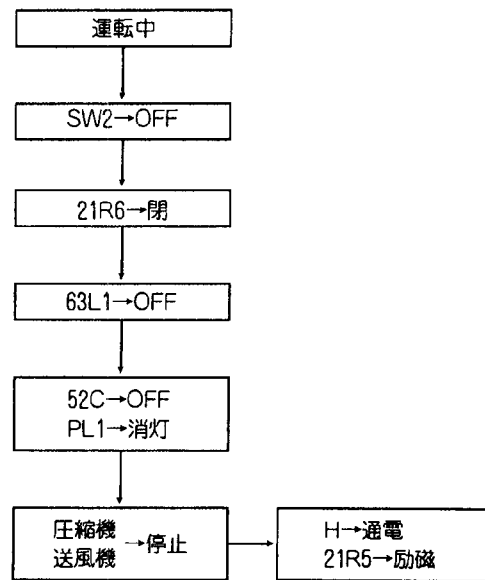 運転中
SW2→OFF
21R6→閉
63L1→OFF
52C→OFF
PL1→消灯
圧縮機
送風機
→停止
H→通電
21R5→励磁